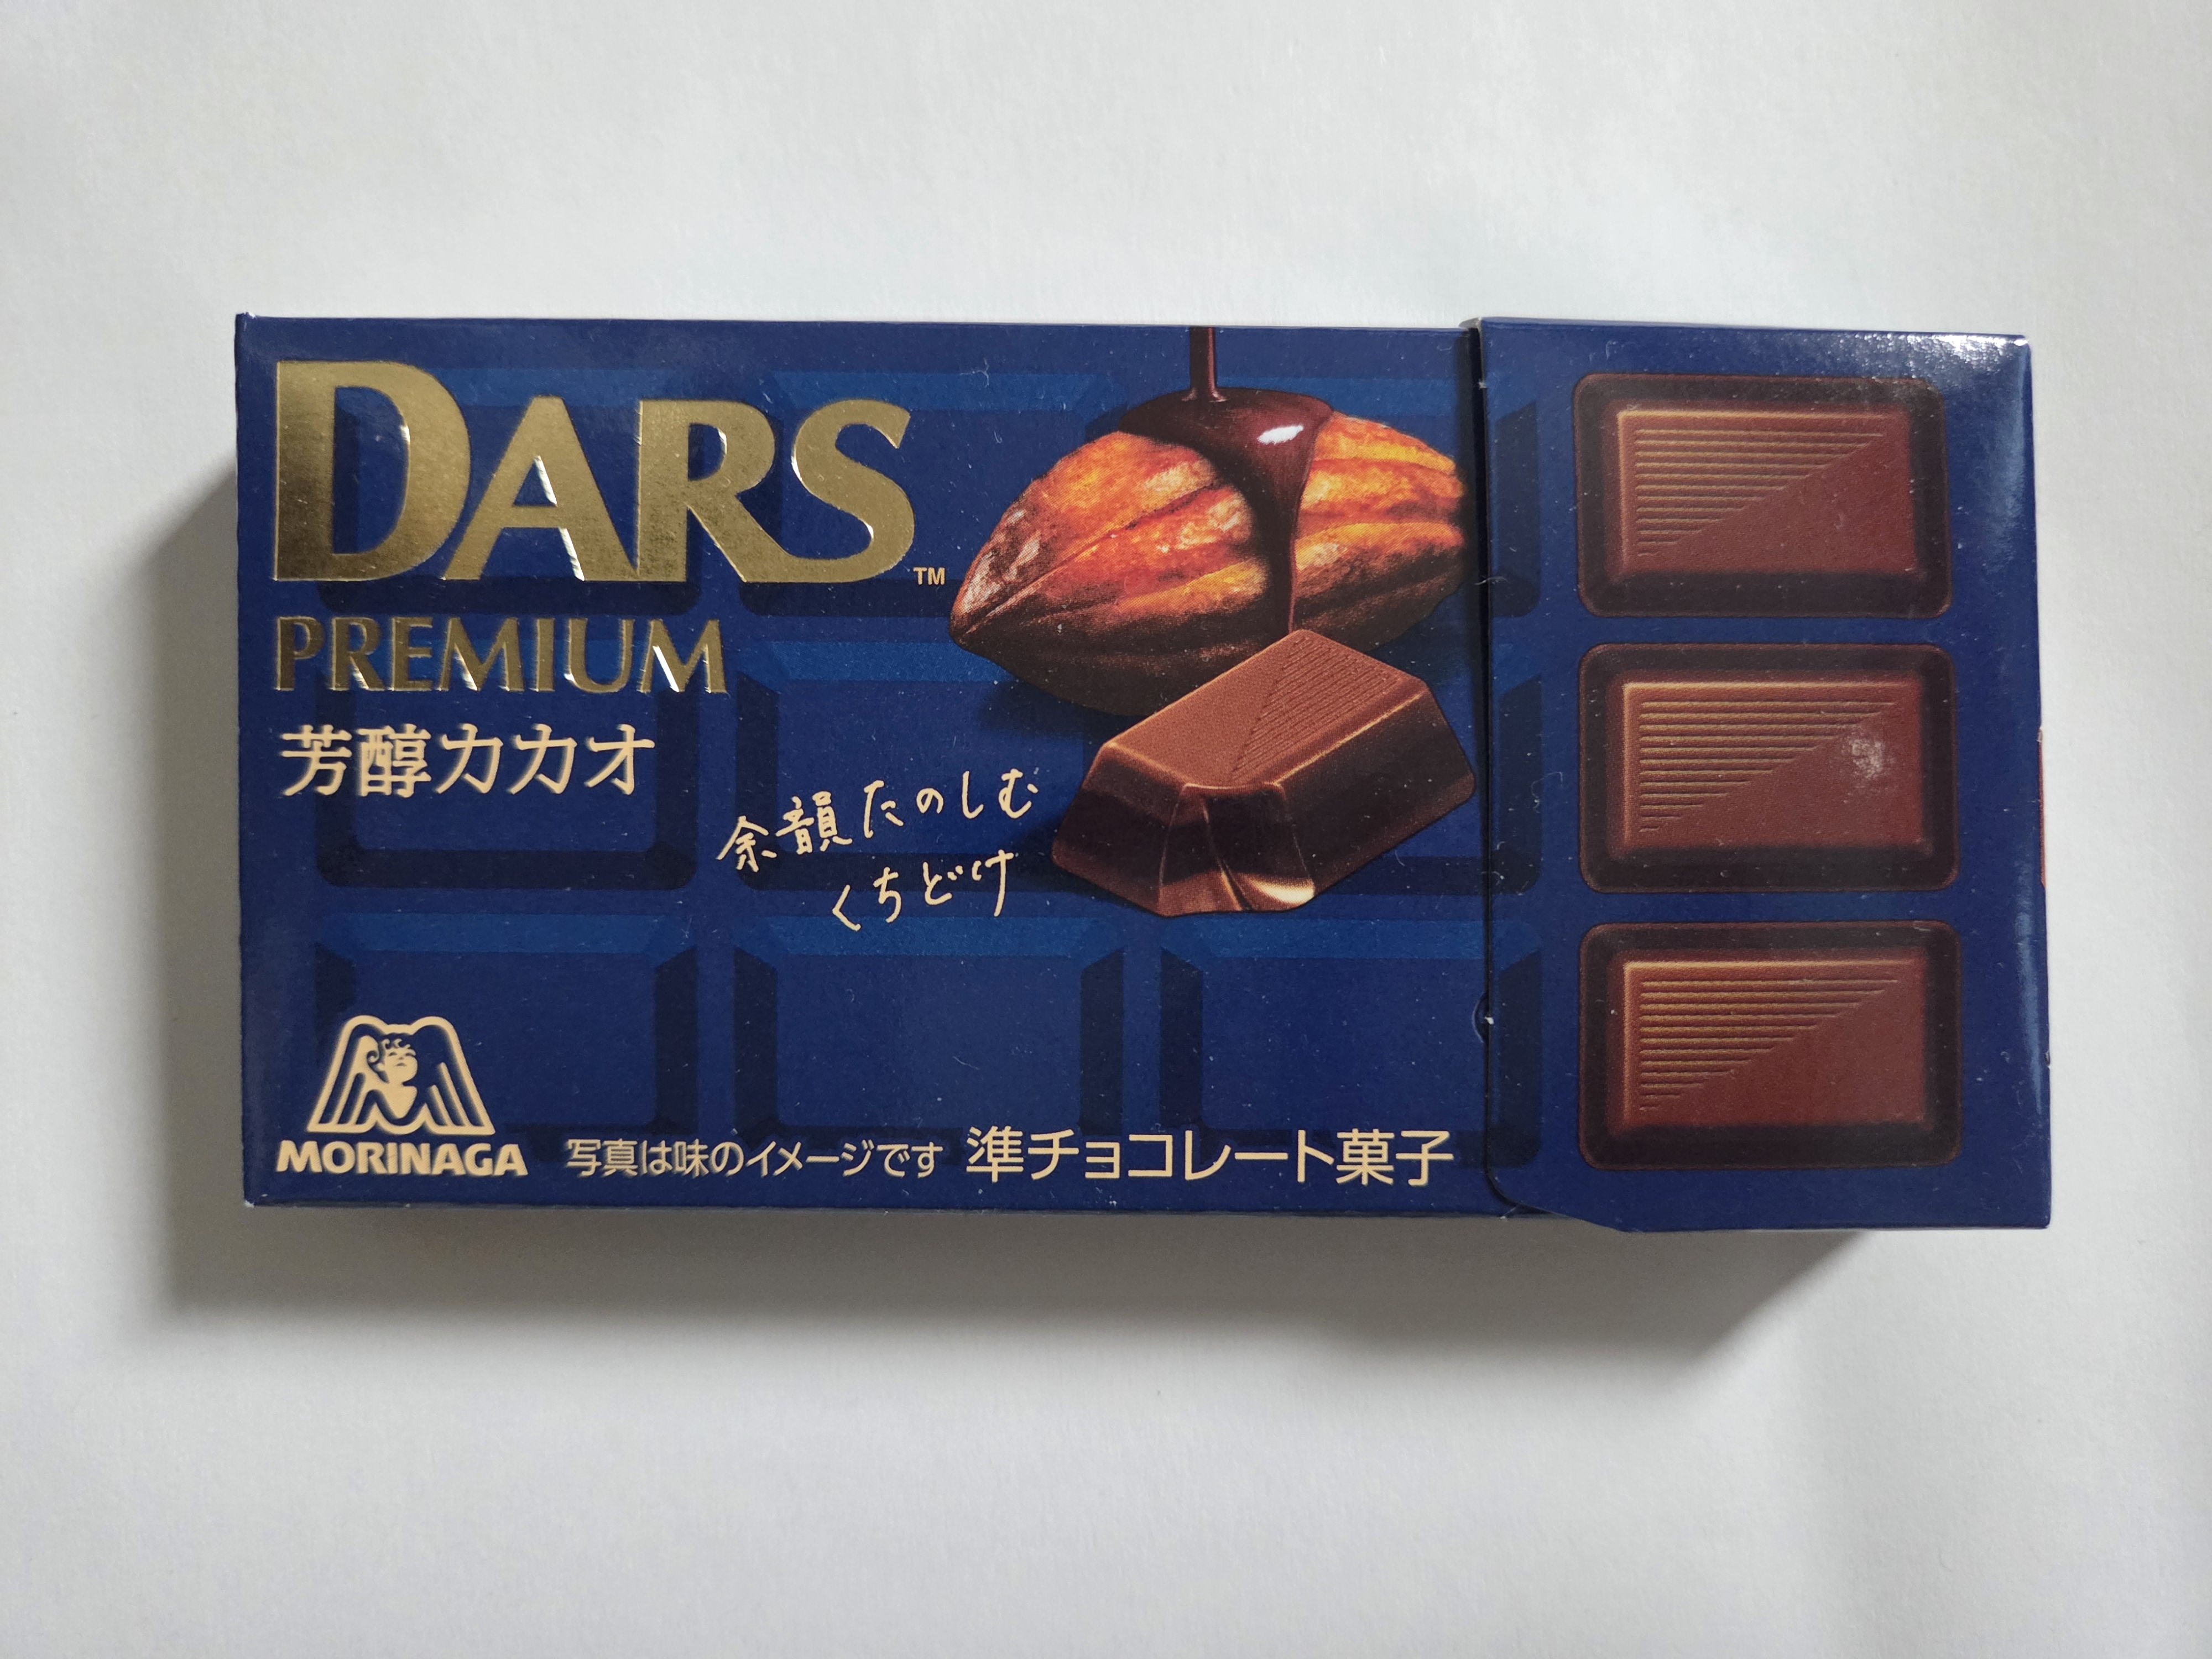 DARS™
PREMIUM
芳醇カカオ
余韻たのしむ
くちどけ
MORINAGA
写真は味のイメージです 準チョコレート菓子